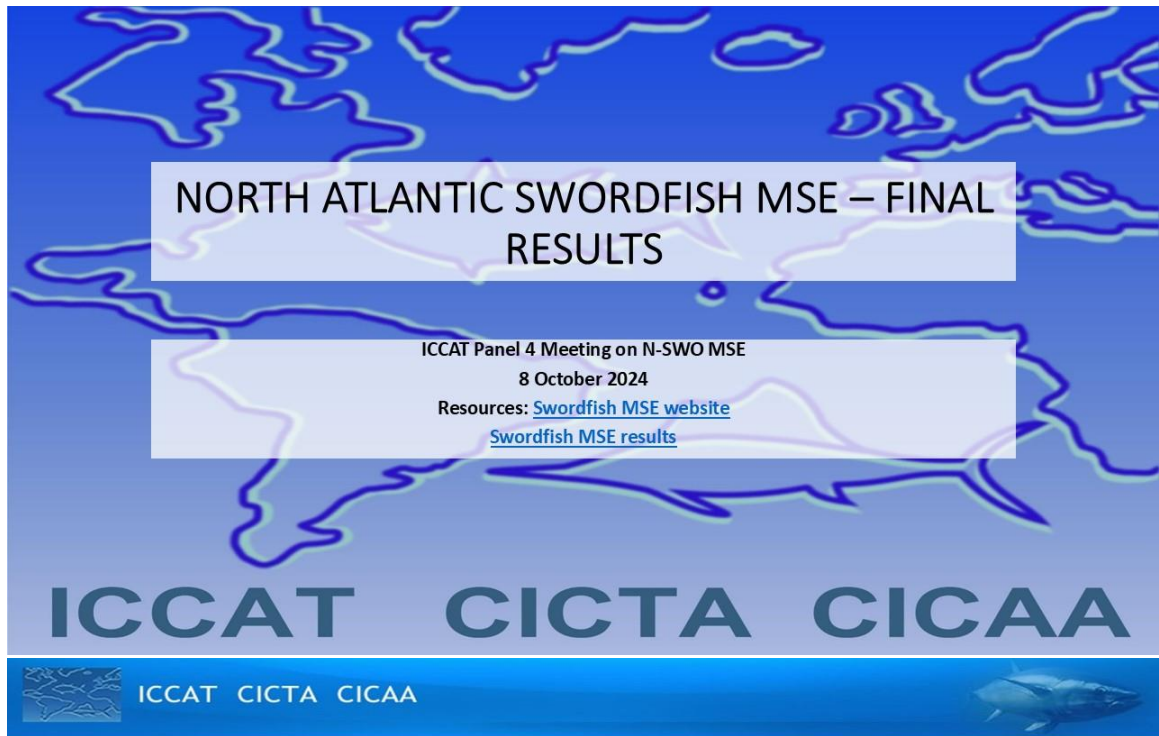 NORTH ATLANTIC SWORDFISH MSE – FINAL
RESULTS
ICCAT Panel 4 Meeting on N-SWO MSE
8 October 2024
Resources: Swordfish MSE website
Swordfish MSE results
ICCAT CICTA CICAA
ICCAT CICTA CICAA